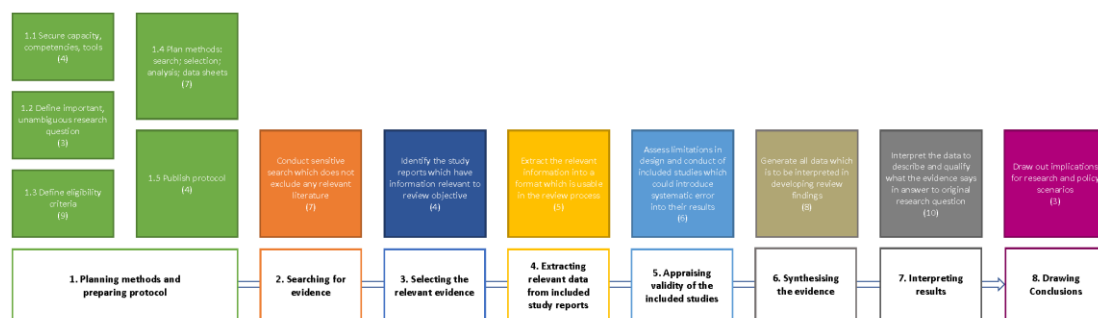 1.1 Secure capacity,
competencies, tools
(4)
1.2 Define important,
unambiguous research
question
(3)
1.3 Define eligibility
criteria
(9)
1.4 Plan methods:
search; selection;
analysis; data sheets
(7)
1.5 Publish protocol
(4)
Conduct sensitive
search which does not
exclude any relevant
literature
(7)
Identify the study
reports which have
information relevant to
review objective
(4)
Extract the relevant
information into a
format which is usable
in the review process
(5)
Assess limitations in
design and conduct of
included studies which
could introduce
systematic error
into their results
(6)
Generate all data which
is to be interpreted in
developing review
findings
(8)
Interpret the data to
describe and qualify
what the evidence says
in answer to original
research question
(10)
Draw out implications
for research and policy
scenarios
(3)
1. Planning methods and
preparing protocol
2. Searching for
evidence
3. Selecting the
relevant evidence
4. Extracting
relevant data
from included
study reports
5. Appraising
validity of the
included studies
6. Synthesising
the evidence
7. Interpreting
results
8. Drawing
Conclusions